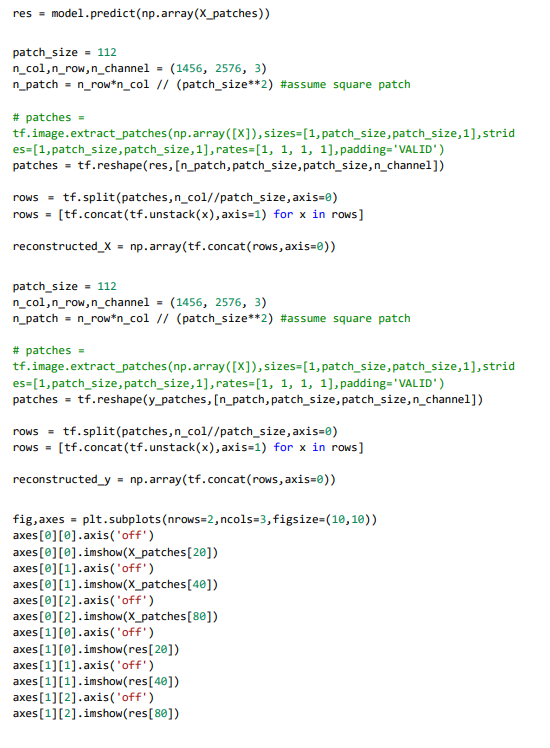 res = model.predict(np.array(X_patches))
patch_size = 112
n_col,n_row,n_channel = (1456, 2576, 3)
n_patch = n_row*n_col // (patch_size**2) #assume square patch
# patches =
tf.image.extract_patches(np.array([X]),sizes=[1,patch_size,patch_size,1],strid
es=[1,patch_size,patch_size,1],rates=[1, 1, 1, 1],padding='VALID')
patches = tf.reshape(res,[n_patch,patch_size,patch_size,n_channel])
rows = tf.split(patches,n_col//patch_size,axis=0)
rows = [tf.concat(tf.unstack(x),axis=1) for x in rows]
reconstructed_X = np.array(tf.concat(rows,axis=0))
patch_size = 112
n_col,n_row,n_channel = (1456, 2576, 3)
n_patch = n_row*n_col // (patch_size**2) #assume square patch
# patches =
tf.image.extract_patches(np.array([X]),sizes=[1,patch_size,patch_size,1],strid
es=[1,patch_size,patch_size,1],rates=[1, 1, 1, 1],padding='VALID')
patches = tf.reshape(y_patches,[n_patch,patch_size,patch_size,n_channel])
rows = tf.split(patches,n_col//patch_size,axis=0)
rows = [tf.concat(tf.unstack(x),axis=1) for x in rows]
reconstructed_y = np.array(tf.concat(rows,axis=0))
fig,axes = plt.subplots(nrows=2,ncols=3,figsize=(10,10))
axes[0][0].axis('off')
axes[0][0].imshow(X_patches[20])
axes[0][1].axis('off')
axes[0][1].imshow(X_patches[40])
axes[0][2].axis('off')
axes[0][2].imshow(X_patches[80])
axes[1][0].axis('off')
axes[1][0].imshow(res[20])
axes[1][1].axis('off')
axes[1][1].imshow(res[40])
axes[1][2].axis('off')
axes[1][2].imshow(res[80])